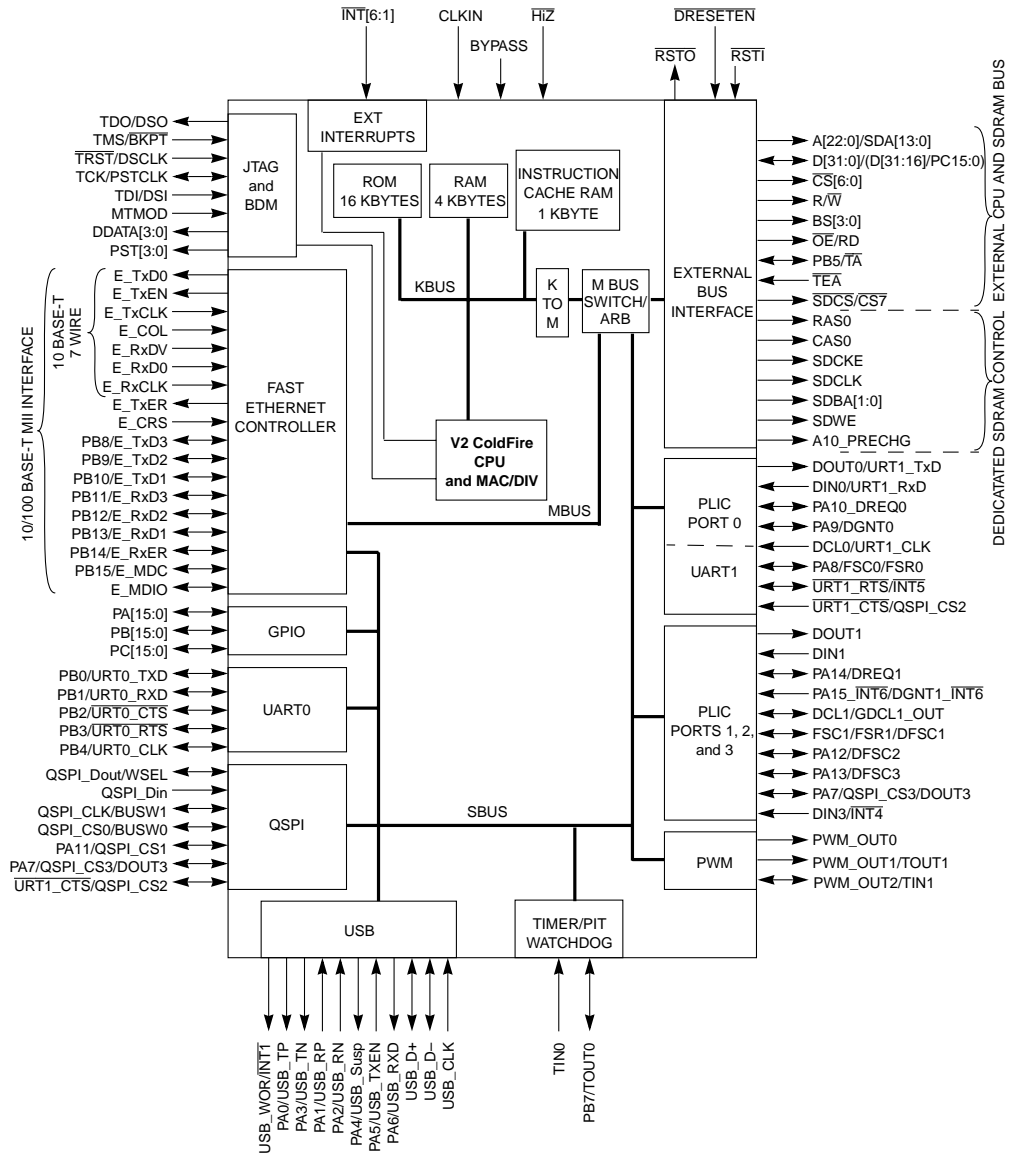 INT[6:1]
CLKIN
BYPASS
HiZ
RSTO
DRESETEN
RSTI
TDO/DSO
TMS/BKPT
TRST/DSCLK
TCK/PSTCLK
TDI/DSI
MTMOD
DDATA[3:0]
PST[3:0]
JTAG
and
BDM
EXT
INTERRUPTS
ROM
16 KBYTES
RAM
4 KBYTES
INSTRUCTION
CACHE RAM
1 KBYTE
KBUS
K
TO
M
M BUS
SWITCH/
ARB
EXTERNAL
BUS
INTERFACE
A[22:0]/SDA[13:0]
D[31:0]/(D[31:16]/PC15:0)
CS[6:0]
R/W
BS[3:0]
OE/RD
PB5/TA
TEA
SDCS/CS7
RAS0
CAS0
SDCKE
SDCLK
SDBA[1:0]
SDWE
A10_PRECHG
EXTERNAL CPU AND SDRAM BUS
DEDICATATED SDRAM CONTROL
10/100 BASE-T MII INTERFACE
10 BASE-T
7 WIRE
E_TxD0
E_TxEN
E_TxCLK
E_COL
E_RxDV
E_RxD0
E_RxCLK
E_TxER
E_CRS
PB8/E_TxD3
PB9/E_TxD2
PB10/E_TxD1
PB11/E_RxD3
PB12/E_RxD2
PB13/E_RxD1
PB14/E_RxER
PB15/E_MDC
E_MDIO
FAST
ETHERNET
CONTROLLER
V2 ColdFire
CPU
and MAC/DIV
MBUS
PLIC
PORT 0
UART1
DOUT0/URT1_TxD
DIN0/URT1_RxD
PA10_DREQ0
PA9/DGNT0
DCL0/URT1_CLK
PA8/FSC0/FSR0
URT1_RTS/INT5
URT1_CTS/QSPI_CS2
PA[15:0]
PB[15:0]
PC[15:0]
GPIO
PB0/URT0_TXD
PB1/URT0_RXD
PB2/URT0_CTS
PB3/URT0_RTS
PB4/URT0_CLK
UART0
PLIC
PORTS 1, 2,
and 3
DOUT1
DIN1
PA14/DREQ1
PA15_INT6/DGNT1_INT6
DCL1/GDCL1_OUT
FSC1/FSR1/DFSC1
PA12/DFSC2
PA13/DFSC3
PA7/QSPI_CS3/DOUT3
DIN3/INT4
QSPI_Dout/WSEL
QSPI_Din
QSPI_CLK/BUSW1
QSPI_CS0/BUSW0
PA11/QSPI_CS1
PA7/QSPI_CS3/DOUT3
URT1_CTS/QSPI_CS2
QSPI
SBUS
PWM
PWM_OUT0
PWM_OUT1/TOUT1
PWM_OUT2/TIN1
USB
TIMER/PIT
WATCHDOG
USB_WOR/INT1
PA0/USB_TP
PA3/USB_TN
PA1/USB_RP
PA2/USB_RN
PA4/USB_Susp
PA5/USB_TXEN
PA6/USB_RXD
USB_D+
USB_D–
USB_CLK
TIN0
PB7/TOUT0